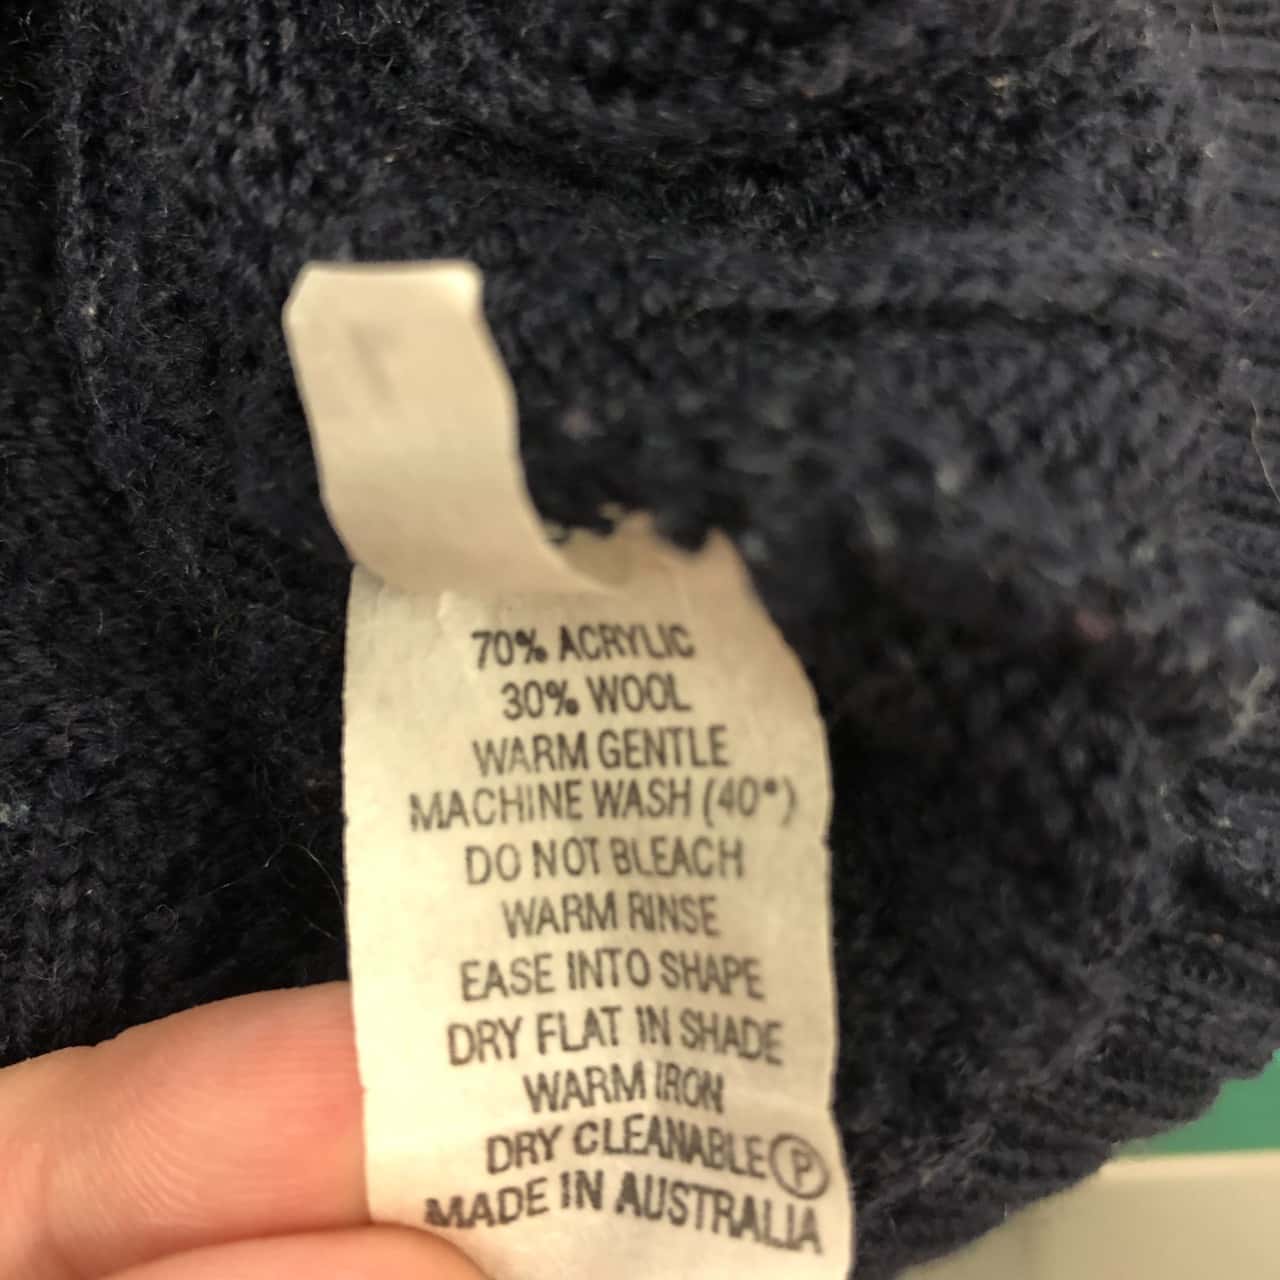 70% ACRYLIC
30% WOOL
WARM GENTLE
MACHINE WASH (40°)
DO NOT BLEACH
WARM RINSE
EASE INTO SHAPE
DRY FLAT IN SHADE
WARM IRON
DRY CLEANABLE Ⓟ
MADE IN AUSTRALIA